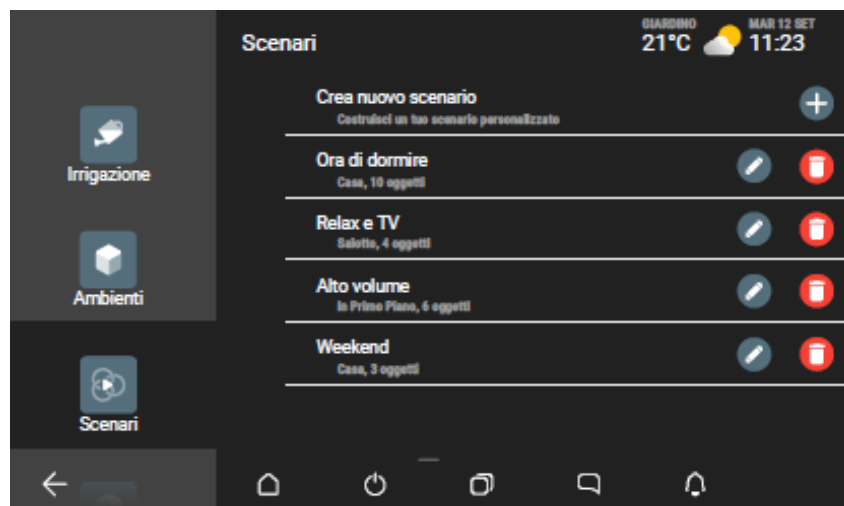 Scenari
GIARDINO
21°C
MAR 12 SET
11:23
Crea nuovo scenario
Costruisci un tuo scenario personalizzato
Irrigazione
Ora di dormire
Casa, 10 oggetti
Relax e TV
Salotto, 4 oggetti
Ambienti
Alto volume
In Primo Piano, 6 oggetti
Weekend
Casa, 3 oggetti
Scenari